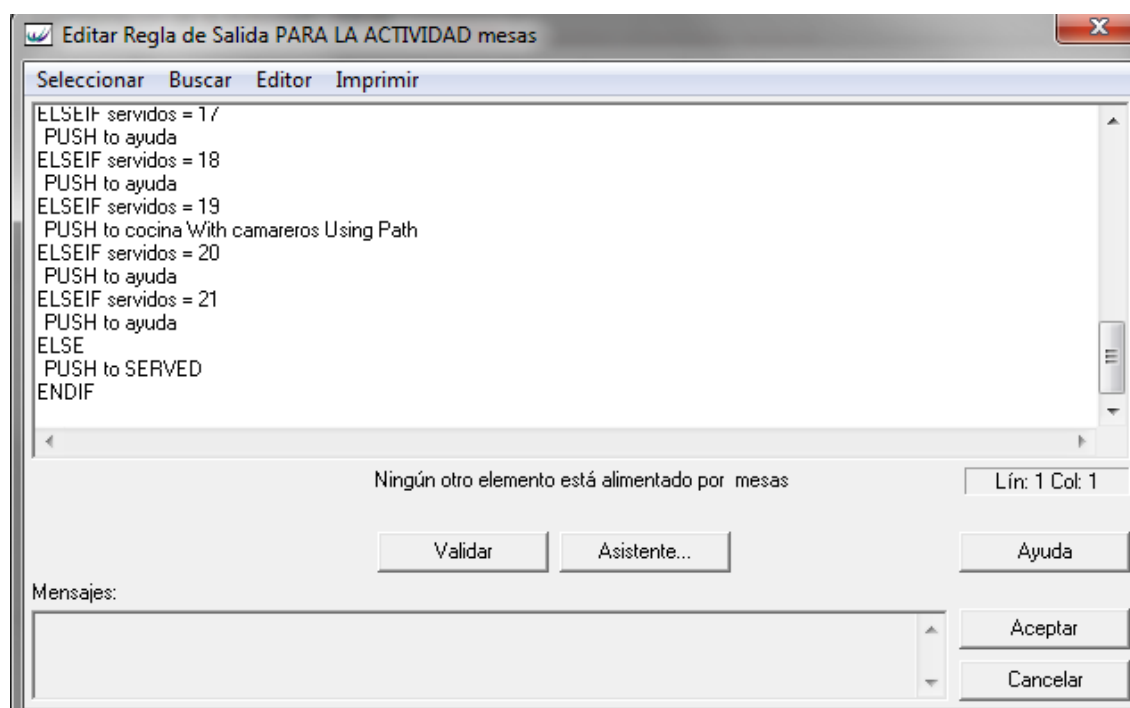 Editar Regla de Salida PARA LA ACTIVIDAD mesas
Seleccionar Buscar Editor Imprimir
ELSEIF servidos = 17
PUSH to ayuda
ELSEIF servidos = 18
PUSH to ayuda
ELSEIF servidos = 19
PUSH to cocina With camareros Using Path
ELSEIF servidos = 20
PUSH to ayuda
ELSEIF servidos = 21
PUSH to ayuda
ELSE
PUSH to SERVED
ENDIF
Ningún otro elemento está alimentado por mesas
Lín: 1 Col: 1
Validar Asistente... Ayuda
Mensajes:
Aceptar
Cancelar